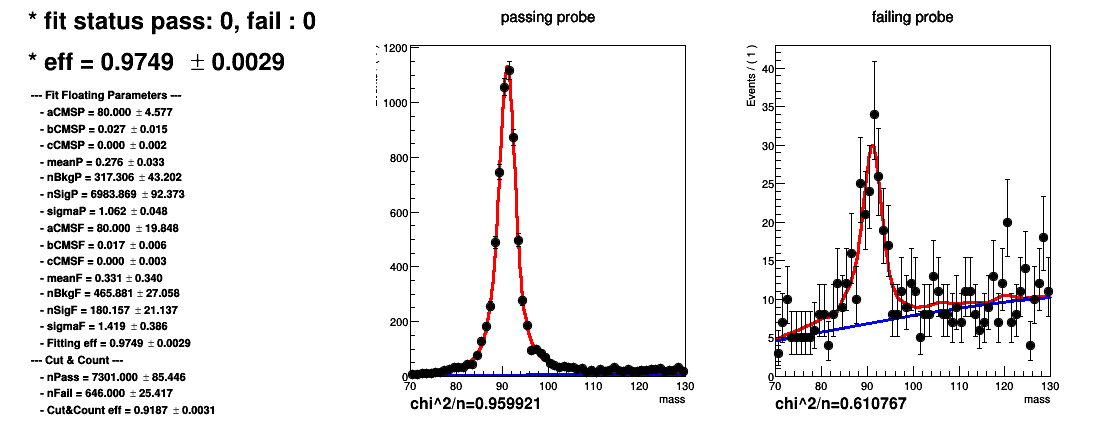 * fit status pass: 0, fail : 0
* eff = 0.9749 ± 0.0029
--- Fit Floating Parameters ---
- aCMSP = 80.000 ± 4.577
- bCMSP = 0.027 ± 0.015
- cCMSP = 0.000 ± 0.002
- meanP = 0.276 ± 0.033
- nBkgP = 317.306 ± 43.202
- nSigP = 6983.869 ± 92.373
- sigmaP = 1.062 ± 0.048
- aCMSF = 80.000 ± 19.848
- bCMSF = 0.017 ± 0.006
- cCMSF = 0.000 ± 0.003
- meanF = 0.331 ± 0.340
- nBkgF = 465.881 ± 27.058
- nSigF = 180.157 ± 21.137
- sigmaF = 1.419 ± 0.386
- Fitting eff = 0.9749 ± 0.0029
--- Cut & Count ---
- nPass = 7301.000 ± 85.446
- nFail = 646.000 ± 25.417
- Cut&Count eff = 0.9187 ± 0.0031
passing probe
1200
1000
800
600
400
200
0
70 80 90 100 110 120 130
mass
chi^2/n=0.959921
failing probe
Events / ( 1 )
40
35
30
25
20
15
10
5
0
70 80 90 100 110 120 130
mass
chi^2/n=0.610767